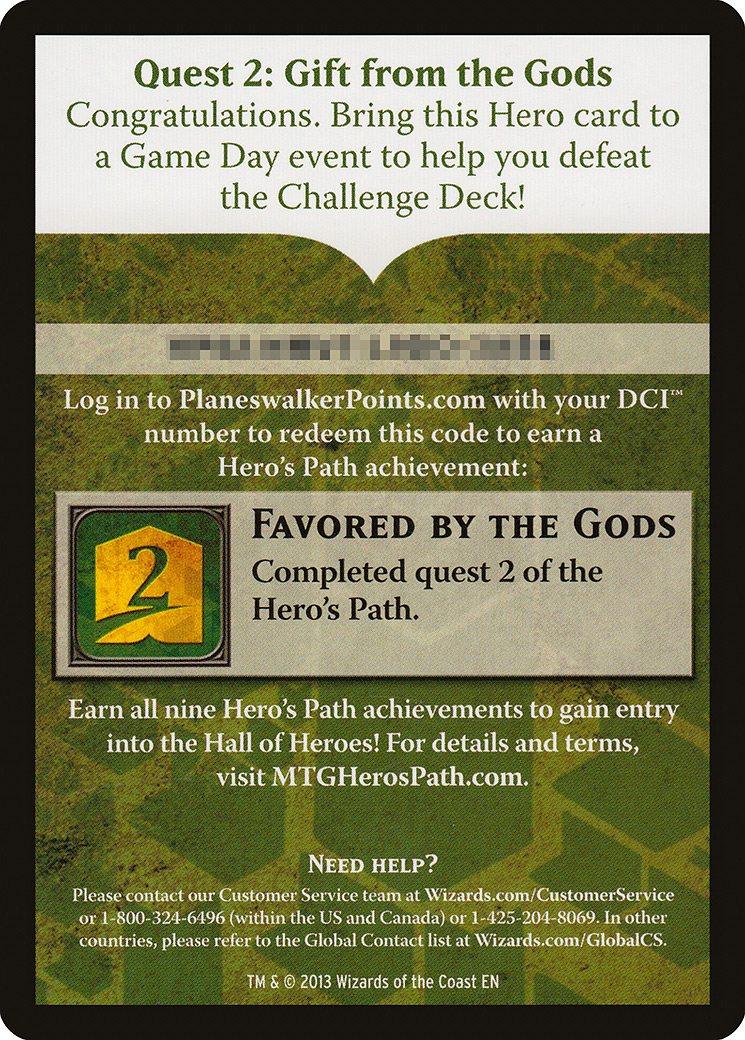 Quest 2: Gift from the Gods
Congratulations. Bring this Hero card to
a Game Day event to help you defeat
the Challenge Deck!
Log in to PlaneswalkerPoints.com with your DCI™
number to redeem this code to earn a
Hero's Path achievement:
2
Favored by the Gods
Completed quest 2 of the
Hero's Path.
Earn all nine Hero's Path achievements to gain entry
into the Hall of Heroes! For details and terms,
visit MTGHerosPath.com.
Need help?
Please contact our Customer Service team at Wizards.com/CustomerService
or 1-800-324-6496 (within the US and Canada) or 1-425-204-8069. In other
countries, please refer to the Global Contact list at Wizards.com/GlobalCS.
TM & © 2013 Wizards of the Coast EN